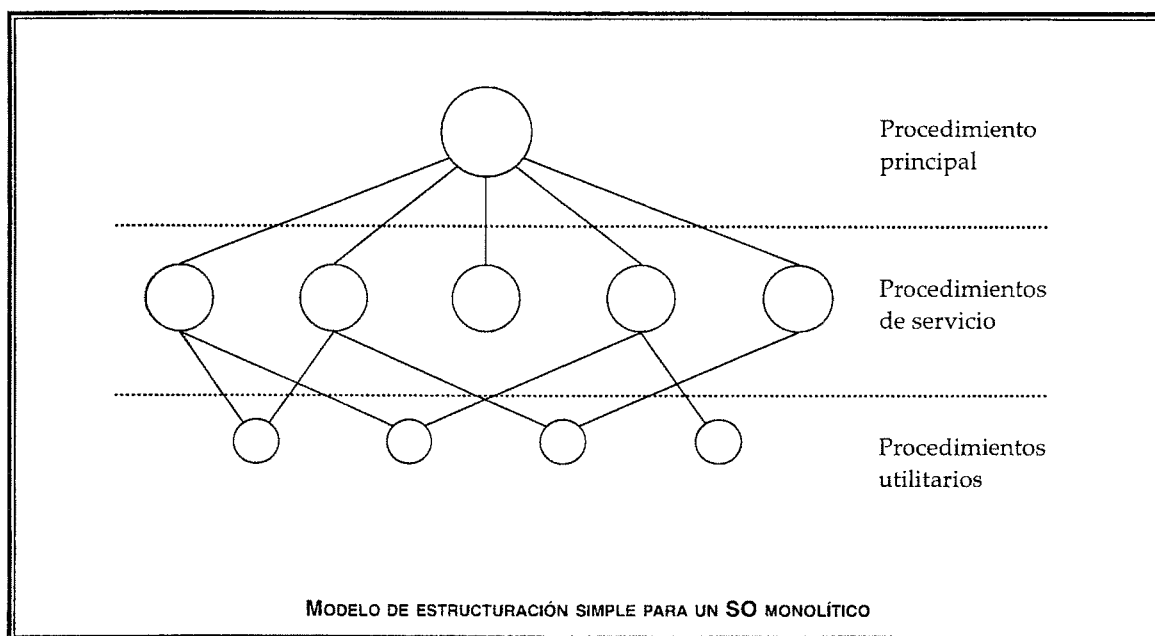 Procedimiento
principal
Procedimientos
de servicio
Procedimientos
utilitarios
MODELO DE ESTRUCTURACIÓN SIMPLE PARA UN SO MONOLÍTICO